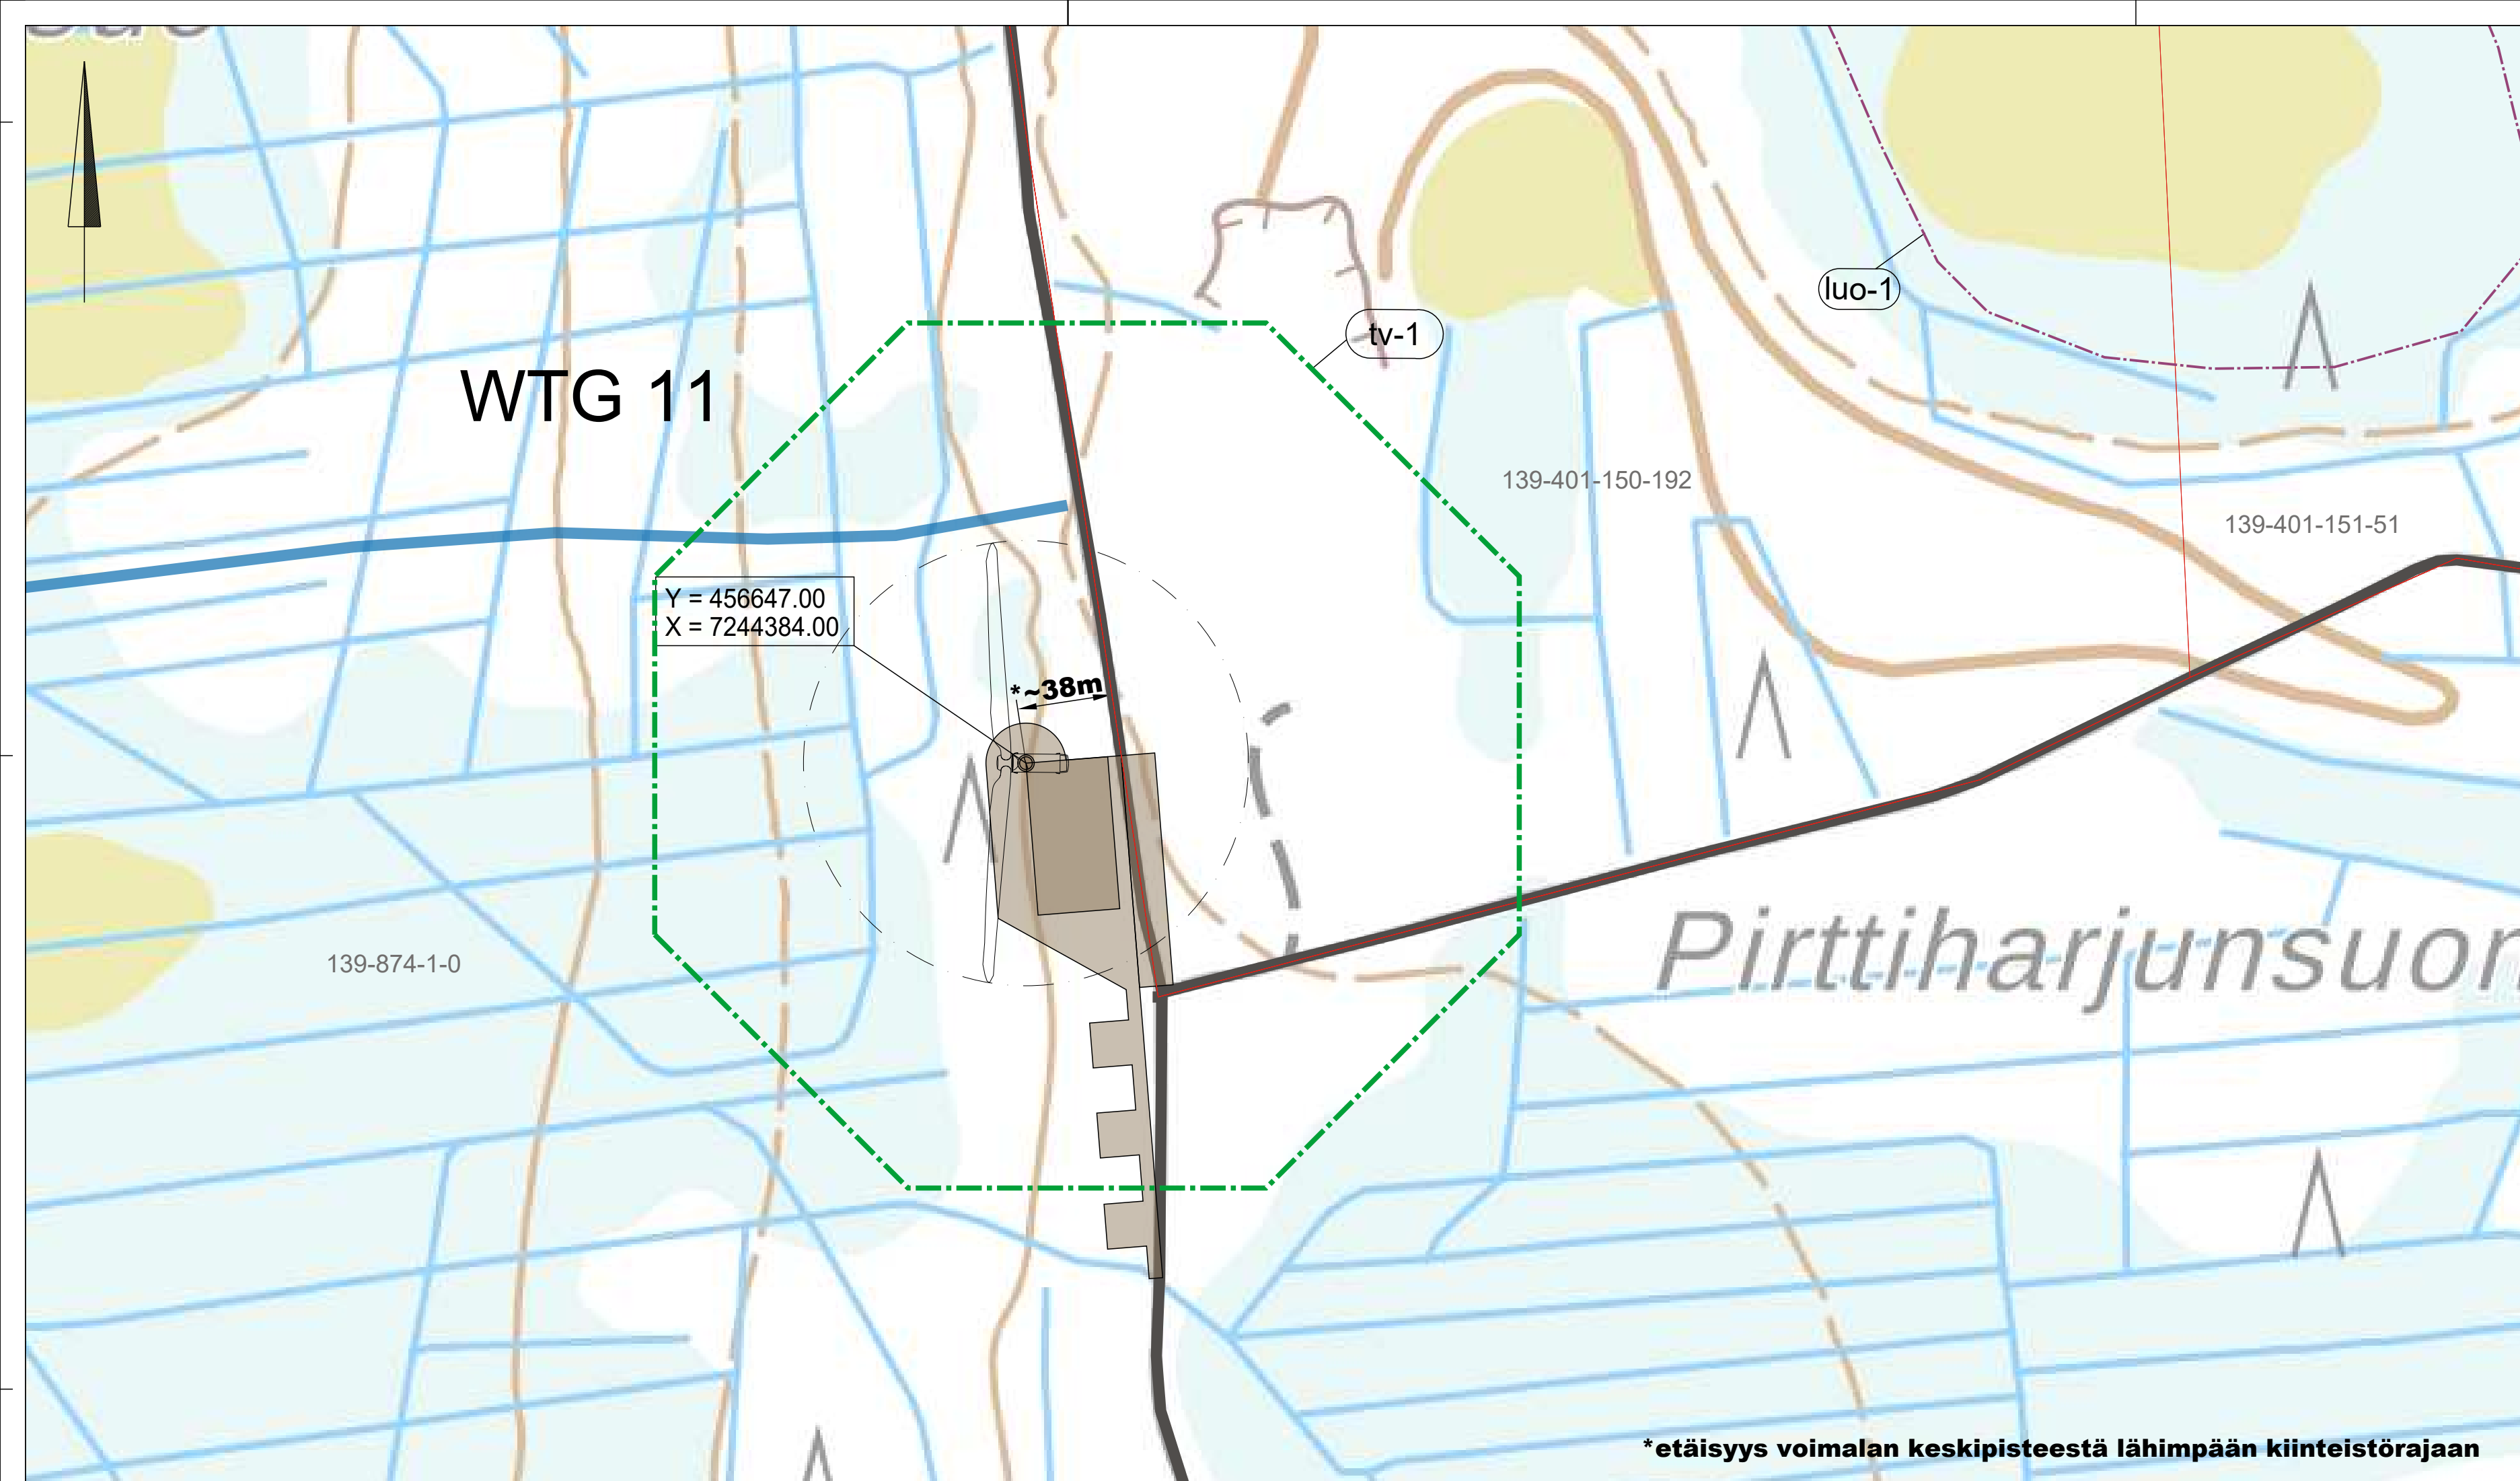 WTG 11
luo-1
tv-1
139-401-150-192
139-401-151-51
Y = 456647.00
X = 7244384.00
*~38m
139-874-1-0
*etäisyys voimalan keskipisteestä lähimpään kiinteistörajaan